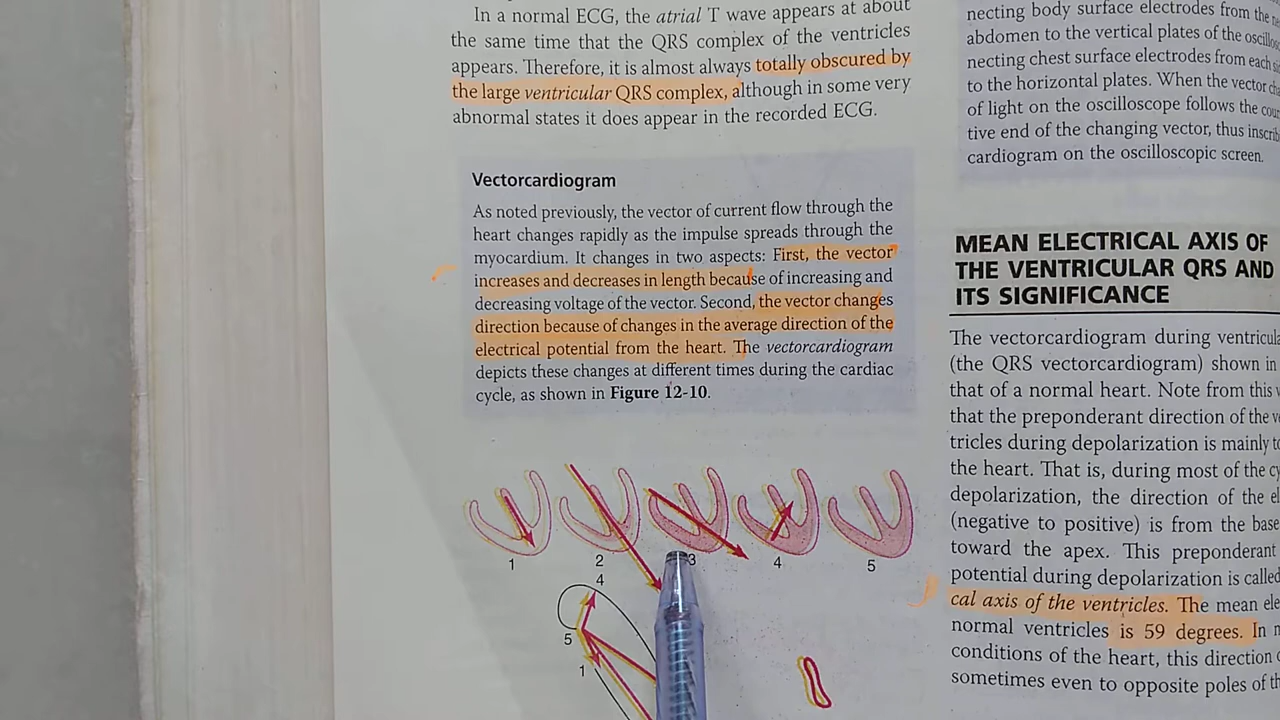 In a normal ECG, the atrial T wave appears at about
the same time that the QRS complex of the ventricles
appears. Therefore, it is almost always totally obscured by
the large ventricular QRS complex, although in some very
abnormal states it does appear in the recorded ECG.
Vectorcardiogram
As noted previously, the vector of current flow through the
heart changes rapidly as the impulse spreads through the
myocardium. It changes in two aspects: First, the vector
increases and decreases in length because of increasing and
decreasing voltage of the vector. Second, the vector changes
direction because of changes in the average direction of the
electrical potential from the heart. The vectorcardiogram
depicts these changes at different times during the cardiac
cycle, as shown in Figure 12-10.
1 2 3 4 5
4
5
1
necting body surface electrodes from the
abdomen to the vertical plates of the
necting chest surface electrodes from each
to the horizontal plates. When the vector
of light on the oscilloscope follows the
tive end of the changing vector, thus
cardiogram on the oscilloscopic screen.
MEAN ELECTRICAL AXIS OF
THE VENTRICULAR QRS AND
ITS SIGNIFICANCE
The vectorcardiogram during
(the QRS vectorcardiogram) shown in
that of a normal heart. Note from this
that the preponderant direction of the
tricles during depolarization is mainly
the heart. That is, during most of the
depolarization, the direction of the
(negative to positive) is from the base
toward the apex. This preponderant
potential during depolarization is called
cal axis of the ventricles. The mean
normal ventricles is 59 degrees. In
conditions of the heart, this direction
sometimes even to opposite poles of